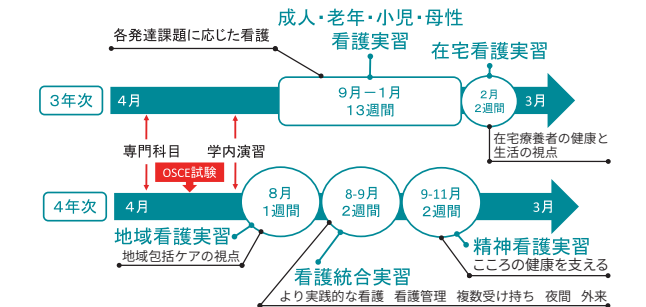 成人・老年・小児・母性
看護実習
各発達課題に応じた看護
在宅看護実習
3年次
4月
9月－1月
13週間
2月
2週間
3月
在宅療養者の健康と
生活の視点
専門科目
学内演習
OSCE試験
4年次
4月
8月
1週間
8-9月
2週間
9-11月
2週間
3月
地域看護実習
地域包括ケアの視点
精神看護実習
こころの健康を支える
看護統合実習
より実践的な看護 看護管理 複数受け持ち 夜間 外来